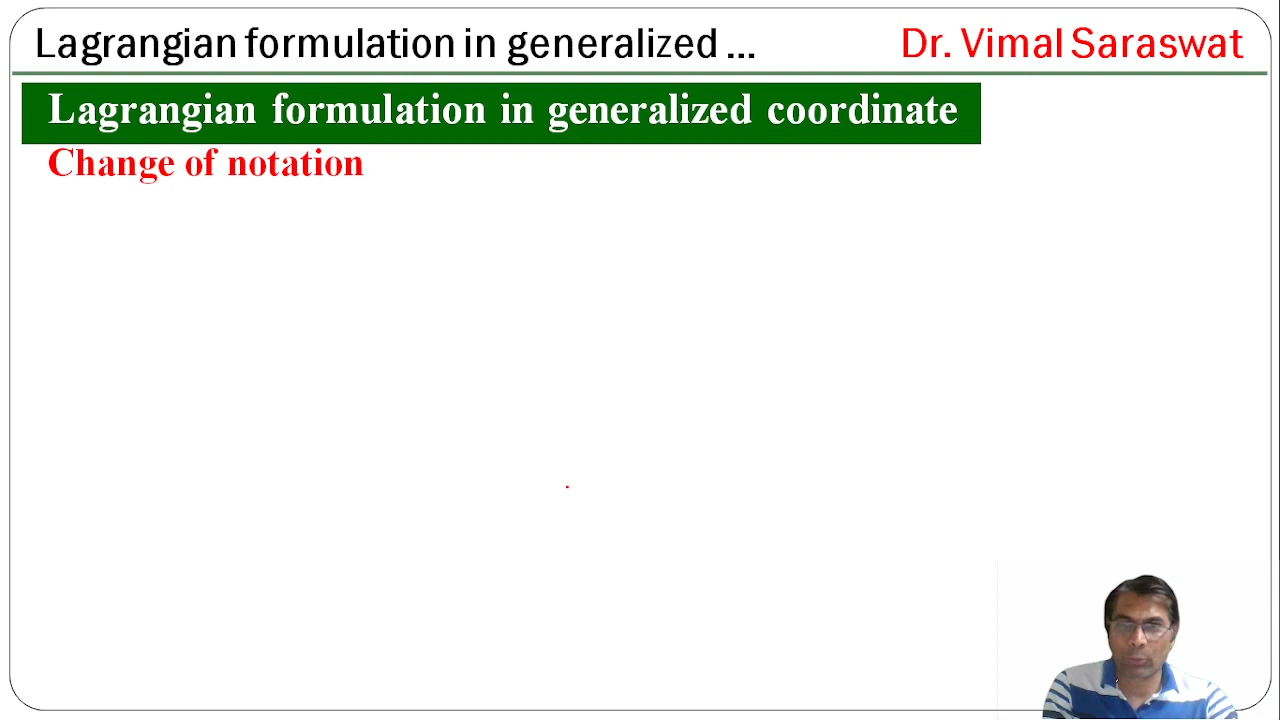 Lagrangian formulation in generalized ... Dr. Vimal Saraswat
Lagrangian formulation in generalized coordinate
Change of notation